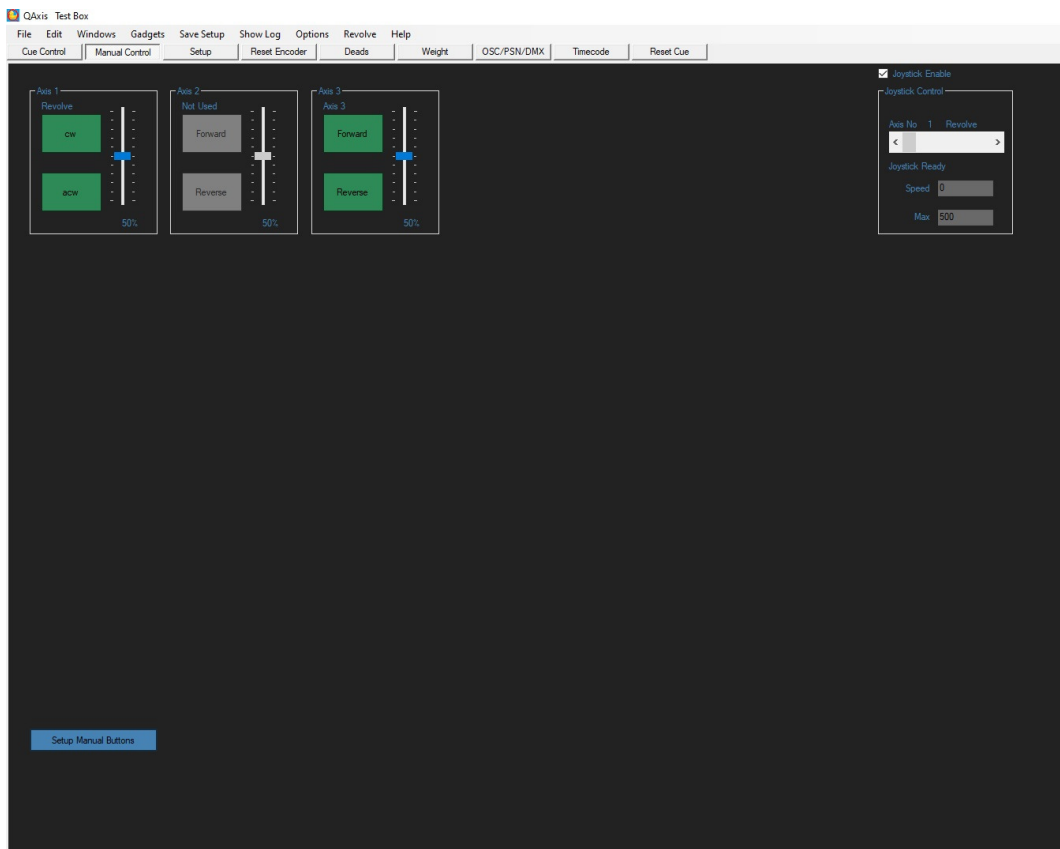 QAxis Test Box
File Edit Windows Gadgets Save Setup Show Log Options Revolve Help
Cue Control Manual Control Setup Reset Encoder Deads Weight OSC/PSN/DMX Timecode Reset Cue
Joystick Enable
Axis 1
Revolve
cw
acw
50%
Axis 2
Not Used
Forward
Reverse
50%
Axis 3
Axis 3
Forward
Reverse
50%
Joystick Control
Axis No 1 Revolve
Joystick Ready
Speed 0
Max 500
Setup Manual Buttons